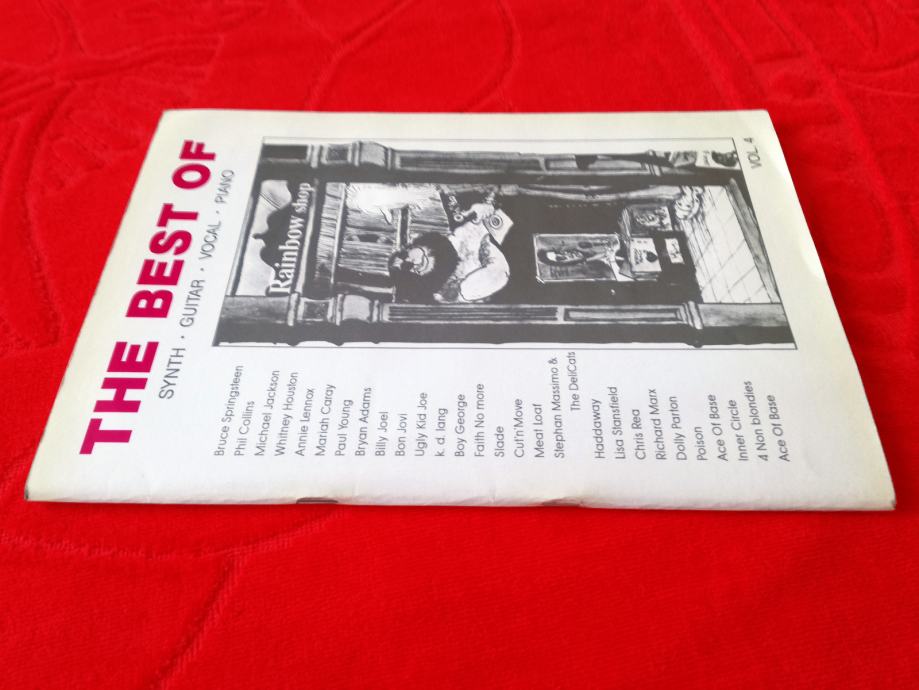 THE BEST OF
SYNTH · GUITAR · VOCAL · PIANO
Bruce Springsteen
Phil Collins
Michael Jackson
Whitney Houston
Annie Lennox
Mariah Caray
Paul Young
Bryan Adams
Billy Joel
Bon Jovi
Ugly Kid Joe
k. d. lang
Boy George
Faith No more
Slade
Cut'n'Move
Meat Loaf
Stephan Massimo &
The DeliCats
Haddaway
Lisa Stansfield
Chris Rea
Richard Marx
Dolly Parton
Poison
Ace Of Base
Inner Circle
4 Non blondies
Ace Of Base
Rainbow shop
VOL. 4